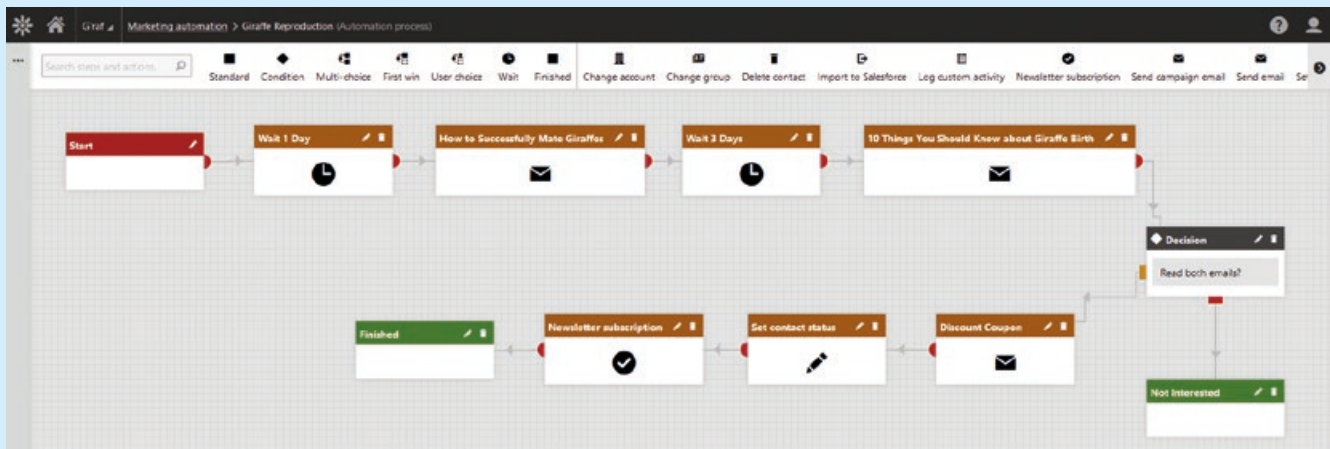 Giraf Marketing automation > Giraffe Reproduction (Automation process)
Search steps and actions.
Standard Condition Multi-choice First win User choice Wait Finished Change account Change group Delete contact Import to Salesforce Log custom activity Newsletter subscription Send campaign email Send email Se
Start
Wait 1 Day
How to Successfully Mate Giraffes
Wait 3 Days
10 Things You Should Know about Giraffe Birth
Decision
Read both emails?
Finished
Newsletter subscription
Set contact status
Discount Coupon
Not Interested